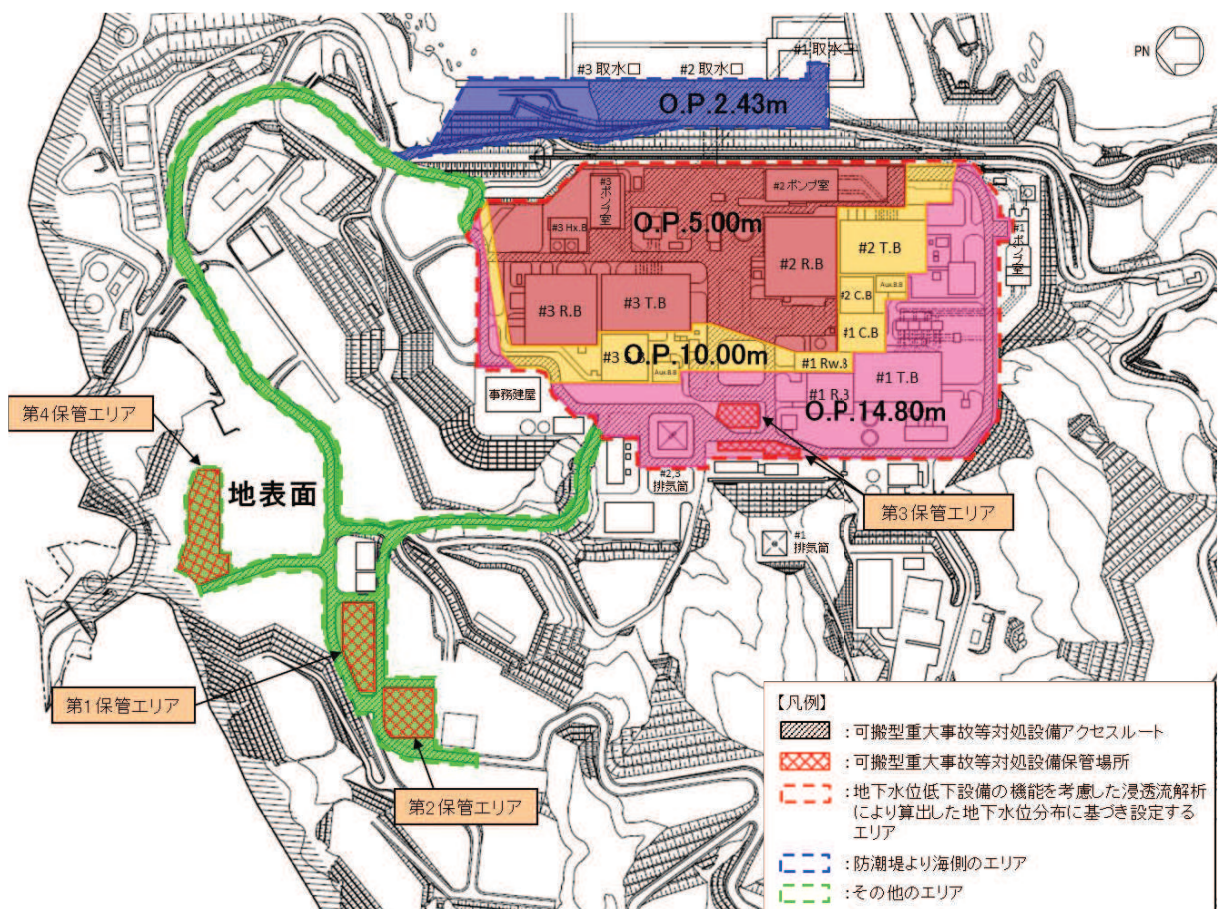 #1 取水口
PN
#3 取水口
#2 取水口
O.P.2.43m
#3 ポンプ室
#2 ポンプ室
O.P.5.00m
#3 Hx.B
#1 ポンプ室
#2 R.B
#2 T.B
#3 R.B
#3 T.B
#2 C.B
Aux.B.B
#1 C.B
#3
O.P.10.00m
Aux.B.B
#1 Rw.B
#1 T.B
事務建屋
#1 R.B
O.P.14.80m
第4保管エリア
地表面
#2,3
排気筒
第3保管エリア
#1
排気筒
第1保管エリア
第2保管エリア
【凡例】
：可搬型重大事故等対処設備アクセスルート
：可搬型重大事故等対処設備保管場所
：地下水位低下設備の機能を考慮した浸透流解析
により算出した地下水位分布に基づき設定する
エリア
：防潮堤より海側のエリア
：その他のエリア